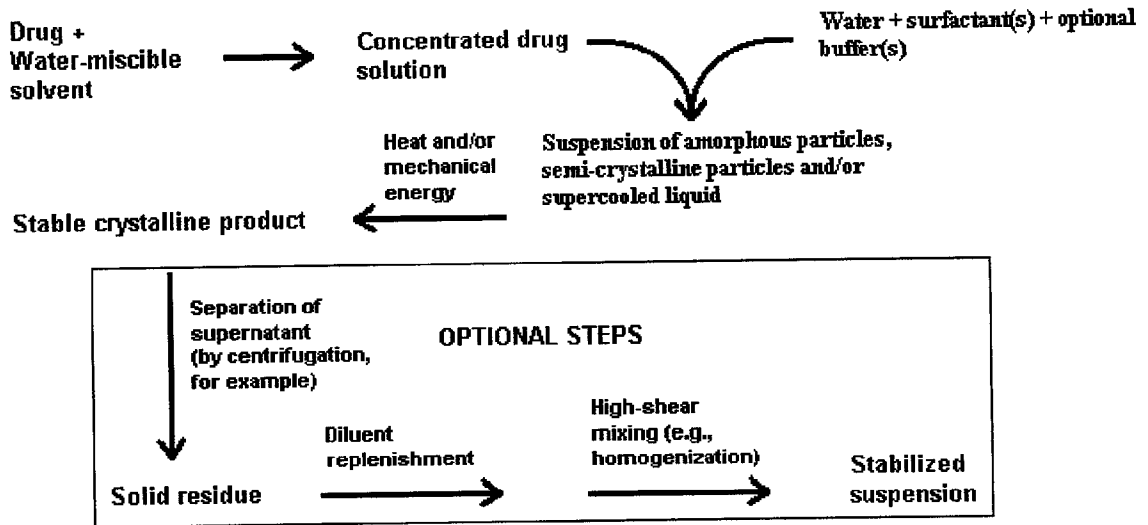 Drug +
Water-miscible
solvent
Concentrated drug
solution
Water + surfactant(s) + optional
buffer(s)
Heat and/or
mechanical
energy
Suspension of amorphous particles,
semi-crystalline particles and/or
supercooled liquid
Stable crystalline product
Separation of
supernatant
(by centrifugation,
for example)
OPTIONAL STEPS
Diluent
replenishment
High-shear
mixing (e.g.,
homogenization)
Solid residue
Stabilized
suspension